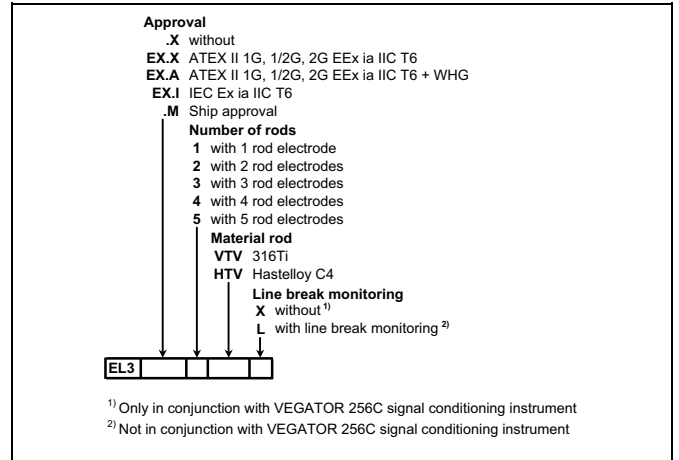 Approval
.X without
EX.X ATEX II 1G, 1/2G, 2G EEx ia IIC T6
EX.A ATEX II 1G, 1/2G, 2G EEx ia IIC T6 + WHG
EX.I IEC Ex ia IIC T6
.M Ship approval
Number of rods
1 with 1 rod electrode
2 with 2 rod electrodes
3 with 3 rod electrodes
4 with 4 rod electrodes
5 with 5 rod electrodes
Material rod
VTV 316Ti
HTV Hastelloy C4
Line break monitoring
X without 1)
L with line break monitoring 2)
EL3
1) Only in conjunction with VEGATOR 256C signal conditioning instrument
2) Not in conjunction with VEGATOR 256C signal conditioning instrument